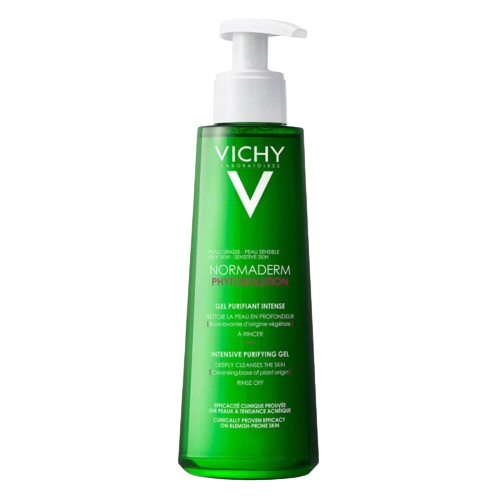 VICHY
LABORATOIRES
PEAU GRASSE - PEAU SENSIBLE
OILY SKIN - SENSITIVE SKIN
NORMADERM
PHYTOSOLUTION
GEL PURIFIANT INTENSE
NETTOIE LA PEAU EN PROFONDEUR
[Base lavante d'origine végétale]
À RINCER
INTENSIVE PURIFYING GEL
DEEPLY CLEANSES THE SKIN
[Cleansing base of plant origin]
RINSE OFF
EFFICACITÉ CLINIQUE PROUVÉE
SUR PEAUX À TENDANCE ACNÉIQUE
CLINICALLY PROVEN EFFICACY
ON BLEMISH-PRONE SKIN